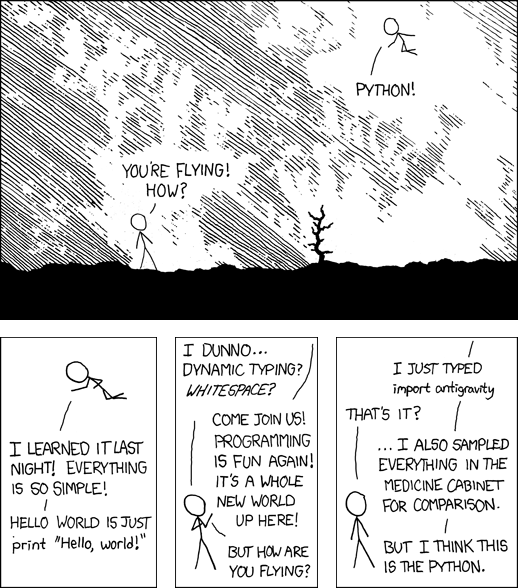 YOU'RE FLYING!
HOW?
PYTHON!
I LEARNED IT LAST
NIGHT! EVERYTHING
IS SO SIMPLE!
HELLO WORLD IS JUST
print "Hello, world!"
I DUNNO...
DYNAMIC TYPING?
WHITESPACE?
COME JOIN US!
PROGRAMMING
IS FUN AGAIN!
IT'S A WHOLE
NEW WORLD
UP HERE!
BUT HOW ARE
YOU FLYING?
I JUST TYPED
import antigravity
THAT'S IT?
...I ALSO SAMPLED
EVERYTHING IN THE
MEDICINE CABINET
FOR COMPARISON.
BUT I THINK THIS
IS THE PYTHON.